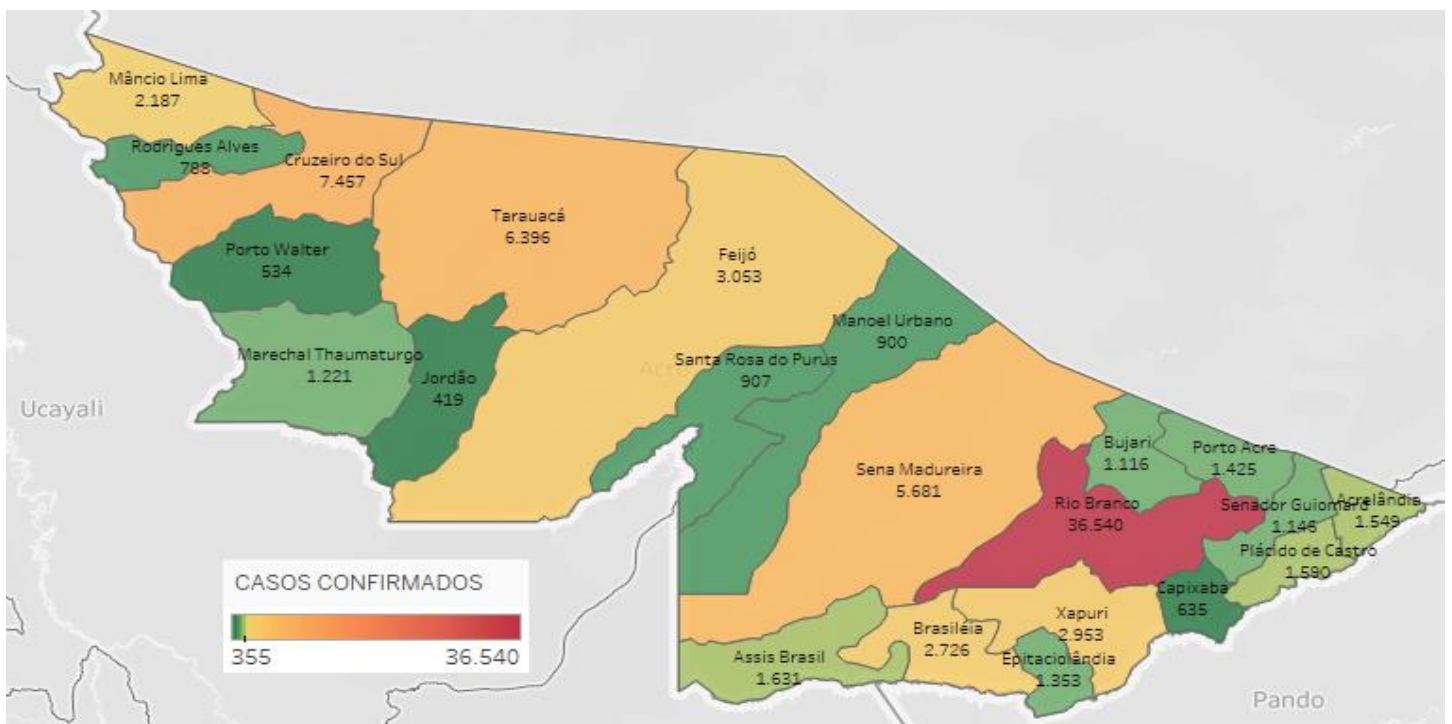 Mâncio Lima
2.187
Rodrigues Alves
788
Cruzeiro do Sul
7.457
Tarauacá
6.396
Porto Walter
534
Feijó
3.053
Manoel Urbano
900
Marechal Thaumaturgo
1.221
Jordão
419
Santa Rosa do Purus
907
Acre
Ucayali
Sena Madureira
5.681
Bujari
1.116
Porto Acre
1.425
Rio Branco
36.540
Senador Guiomard
1.146
Acrelândia
1.549
Plácido de Castro
1.590
Capixaba
635
Xapuri
2.953
Brasiléia
2.726
Assis Brasil
1.631
Epitaciolândia
1.353
Pando
CASOS CONFIRMADOS
355
36.540